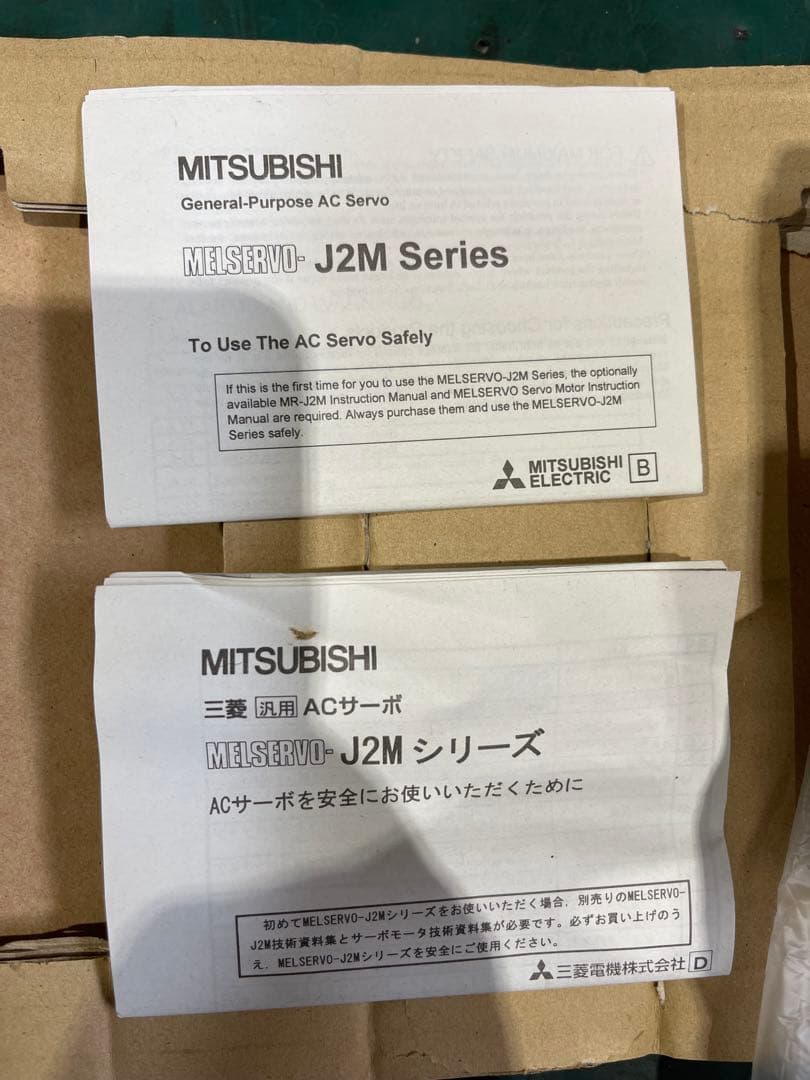 MITSUBISHI
General-Purpose AC Servo
MELSERVO- J2M Series
To Use The AC Servo Safely
If this is the first time for you to use the MELSERVO-J2M Series, the optionally
available MR-J2M Instruction Manual and MELSERVO Servo Motor Instruction
Manual are required. Always purchase them and use the MELSERVO-J2M
Series safely.
MITSUBISHI
ELECTRIC B
MITSUBISHI
三菱 汎用 ACサーボ
MELSERVO- J2M シリーズ
ACサーボを安全にお使いいただくために
初めてMELSERVO-J2Mシリーズをお使いいただく場合，別売りのMELSERVO-
J2M技術資料集とサーボモータ技術資料集が必要です。必ずお買い上げのう
え，MELSERVO-J2Mシリーズを安全にご使用ください。
三菱電機株式会社 D